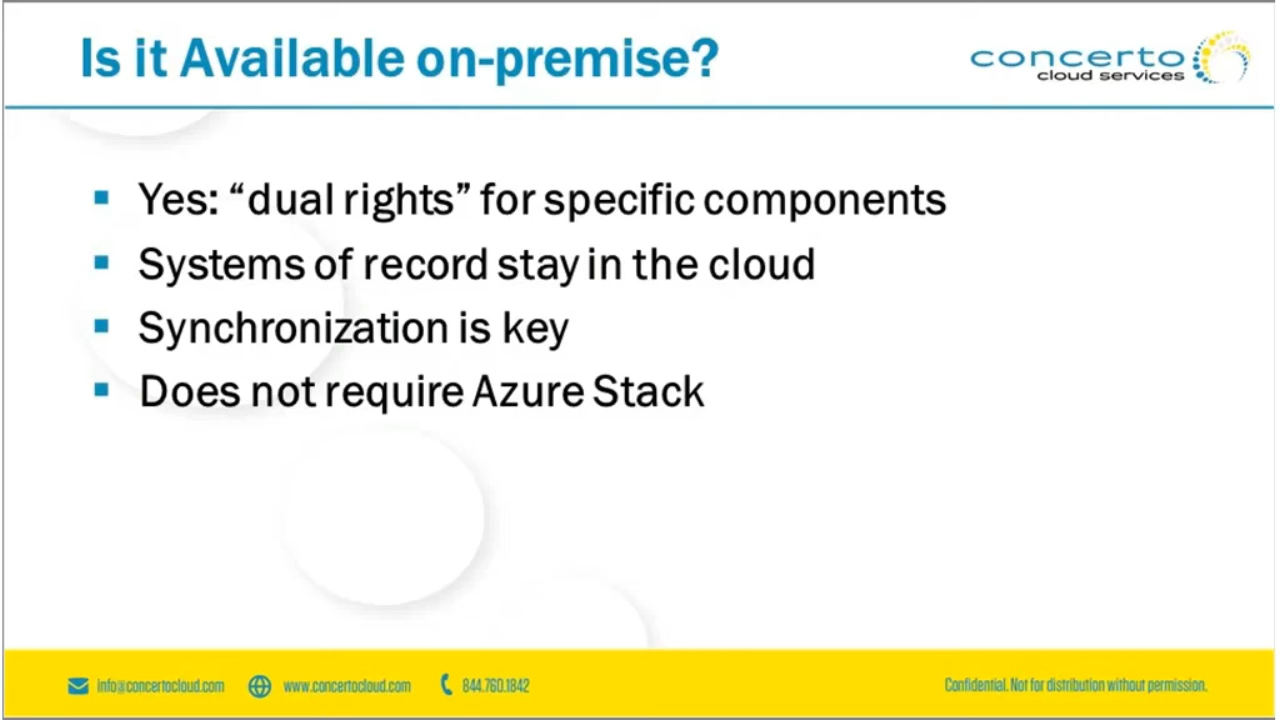 Is it Available on-premise?
concerto
cloud services
Yes: “dual rights” for specific components
Systems of record stay in the cloud
Synchronization is key
Does not require Azure Stack
info@concertocloud.com www.concertocloud.com 844.760.1842 Confidential. Not for distribution without permission.